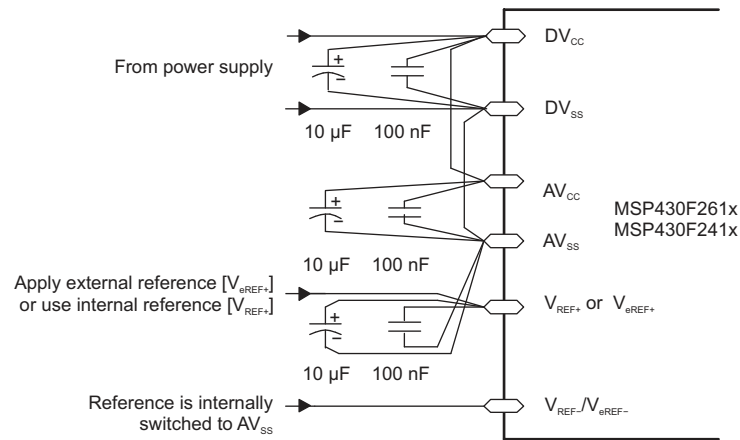 DVCC
From power supply
DVSS
10 µF 100 nF
AVCC
MSP430F261x
MSP430F241x
AVSS
10 µF 100 nF
Apply external reference [VeREF+]
or use internal reference [VREF+]
VREF+ or VeREF+
10 µF 100 nF
Reference is internally
switched to AVSS
VREF−/VeREF−